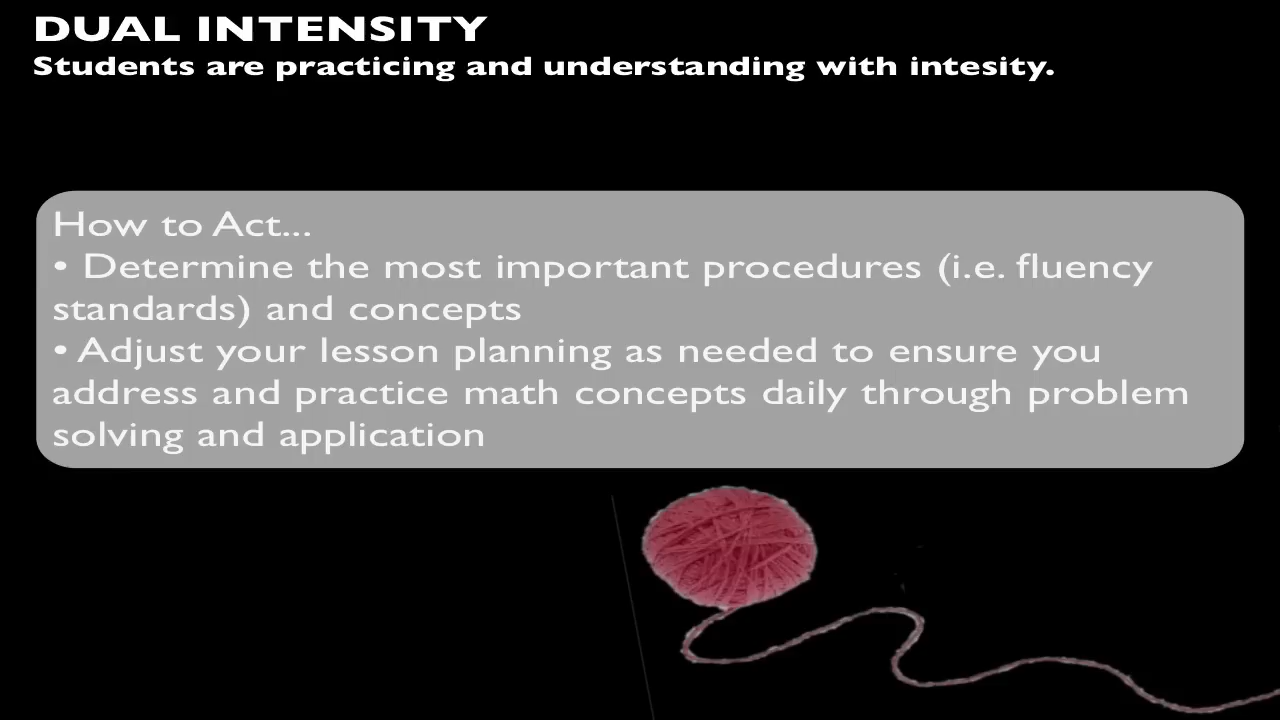 DUAL INTENSITY
Students are practicing and understanding with intesity.
How to Act...
• Determine the most important procedures (i.e. fluency
standards) and concepts
• Adjust your lesson planning as needed to ensure you
address and practice math concepts daily through problem
solving and application